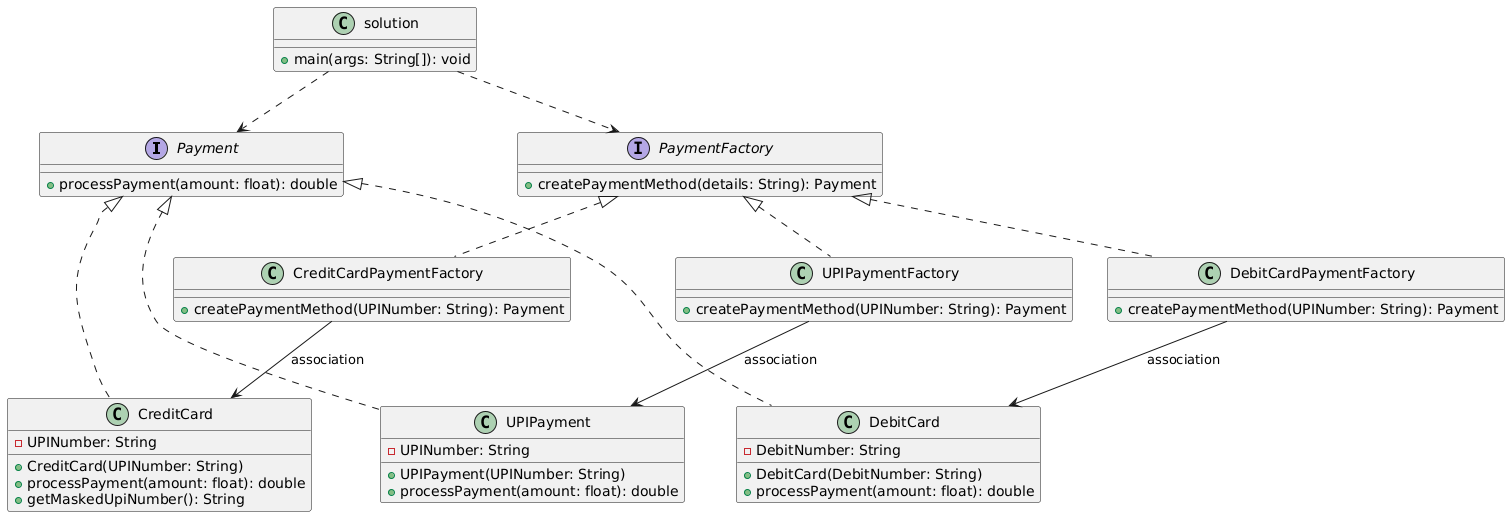 C solution
main(args: String[]): void
I Payment
processPayment(amount: float): double
I PaymentFactory
createPaymentMethod(details: String): Payment
C CreditCardPaymentFactory
createPaymentMethod(UPINumber: String): Payment
C UPIPaymentFactory
createPaymentMethod(UPINumber: String): Payment
C DebitCardPaymentFactory
createPaymentMethod(UPINumber: String): Payment
association
association
association
C CreditCard
UPINumber: String
CreditCard(UPINumber: String)
processPayment(amount: float): double
getMaskedUpiNumber(): String
C UPIPayment
UPINumber: String
UPIPayment(UPINumber: String)
processPayment(amount: float): double
C DebitCard
DebitNumber: String
DebitCard(DebitNumber: String)
processPayment(amount: float): double